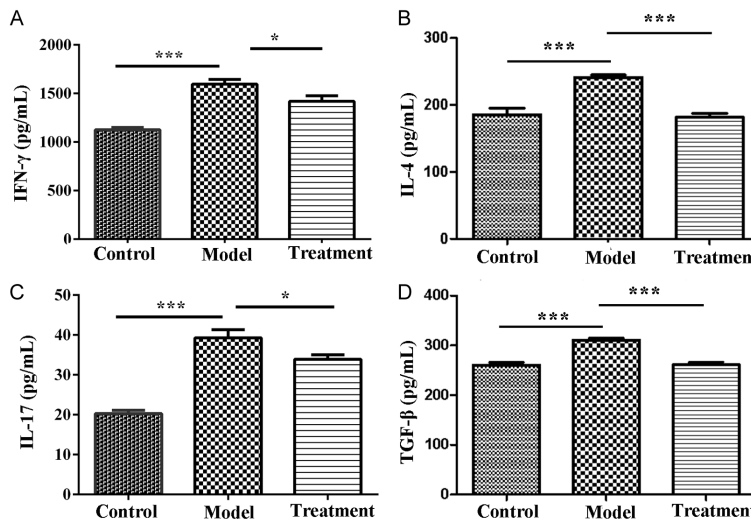 A
IFN-γ (pg/mL)
2000
1500
1000
500
0
***
*
Control
Model
Treatment
B
IL-4 (pg/mL)
300
200
100
0
***
***
Control
Model
Treatmen
C
IL-17 (pg/mL)
50
40
30
20
10
0
***
*
Control
Model
Treatment
D
TGF-β (pg/mL)
400
300
200
100
0
***
***
Control
Model
Treatment